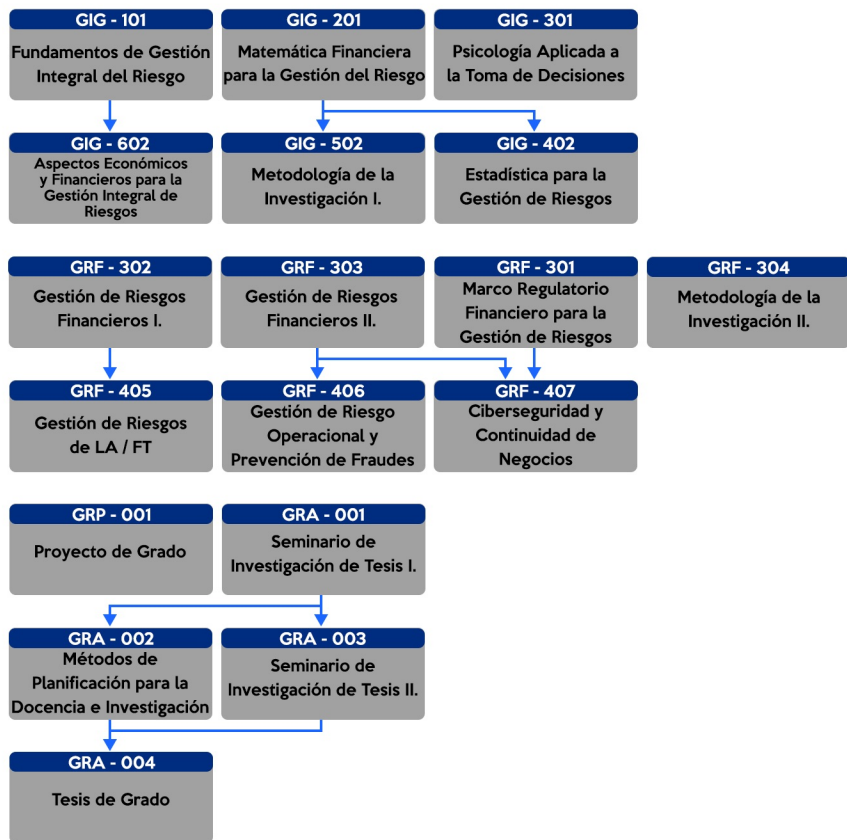 GIG - 101
Fundamentos de Gestión
Integral del Riesgo
GIG - 201
Matemática Financiera
para la Gestión del Riesgo
GIG - 301
Psicología Aplicada a
la Toma de Decisiones
GIG - 602
Aspectos Económicos
y Financieros para la
Gestión Integral de
Riesgos
GIG - 502
Metodología de la
Investigación I.
GIG - 402
Estadística para la
Gestión de Riesgos
GRF - 302
Gestión de Riesgos
Financieros I.
GRF - 303
Gestión de Riesgos
Financieros II.
GRF - 301
Marco Regulatorio
Financiero para la
Gestión de Riesgos
GRF - 304
Metodología de la
Investigación II.
GRF - 405
Gestión de Riesgos
de LA / FT
GRF - 406
Gestión de Riesgo
Operacional y
Prevención de Fraudes
GRF - 407
Ciberseguridad y
Continuidad de
Negocios
GRP - 001
Proyecto de Grado
GRA - 001
Seminario de
Investigación de Tesis I.
GRA - 002
Métodos de
Planificación para la
Docencia e Investigación
GRA - 003
Seminario de
Investigación de Tesis II.
GRA - 004
Tesis de Grado